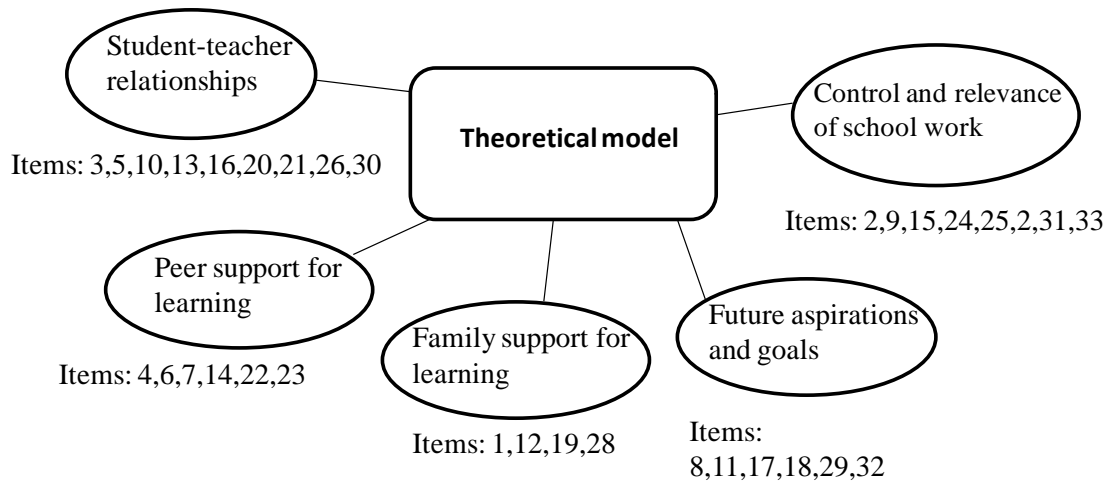 Student-teacher
relationships
Items: 3,5,10,13,16,20,21,26,30
Theoretical model
Control and relevance
of school work
Items: 2,9,15,24,25,2,31,33
Peer support for
learning
Items: 4,6,7,14,22,23
Family support for
learning
Items: 1,12,19,28
Future aspirations
and goals
Items:
8,11,17,18,29,32